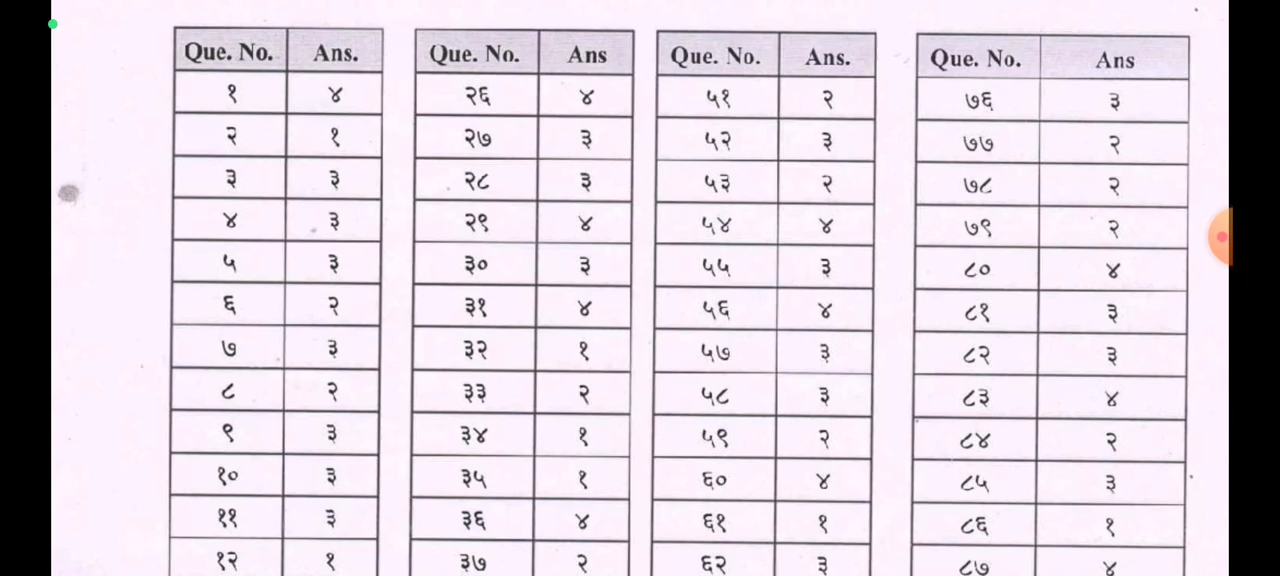 Que. No. Ans. Que. No. Ans Que. No. Ans. Que. No. Ans
१ ४ २६ ४ ५१ २ ७६ ३
२ १ २७ ३ ५२ ३ ७७ २
३ ३ २८ ३ ५३ २ ७८ २
४ ३ २९ ४ ५४ ४ ७९ २
५ ३ ३० ३ ५५ ३ ८० ४
६ २ ३१ ४ ५६ ४ ८१ ३
७ ३ ३२ १ ५७ ३ ८२ ३
८ २ ३३ २ ५८ ३ ८३ ४
९ ३ ३४ १ ५९ २ ८४ २
१० ३ ३५ १ ६० ४ ८५ ३
११ ३ ३६ ४ ६१ १ ८६ १
१२ १ ३७ २ ६२ ३ ८७ ४